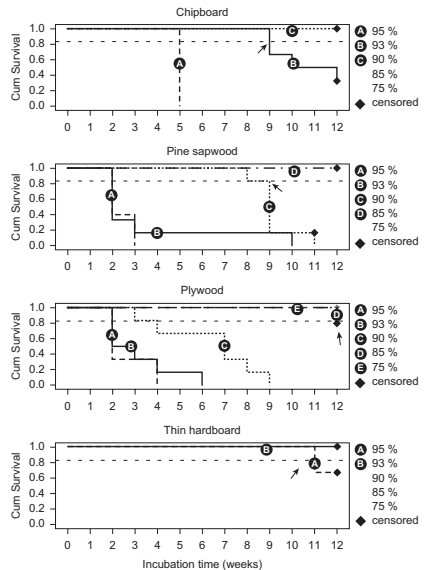 Chipboard
Cum Survival
1.0
0.8
0.6
0.4
0.2
0.0
0 1 2 3 4 5 6 7 8 9 10 11 12
A
B
C
A 95 %
B 93 %
C 90 %
85 %
75 %
censored
Pine sapwood
Cum Survival
1.0
0.8
0.6
0.4
0.2
0.0
0 1 2 3 4 5 6 7 8 9 10 11 12
A
B
C
D
A 95 %
B 93 %
C 90 %
D 85 %
75 %
censored
Plywood
Cum Survival
1.0
0.8
0.6
0.4
0.2
0.0
0 1 2 3 4 5 6 7 8 9 10 11 12
A
B
C
E
D
A 95 %
B 93 %
C 90 %
D 85 %
E 75 %
censored
Thin hardboard
Cum Survival
1.0
0.8
0.6
0.4
0.2
0.0
0 1 2 3 4 5 6 7 8 9 10 11 12
B
A
A 95 %
B 93 %
90 %
85 %
75 %
censored
Incubation time (weeks)